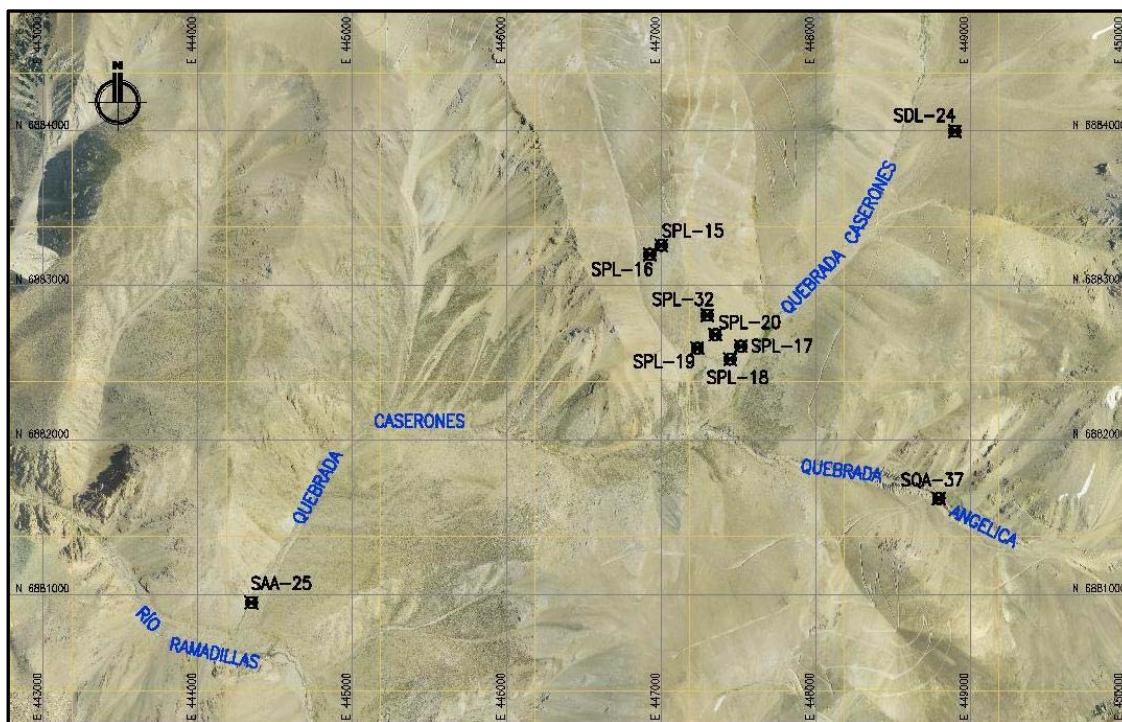 E 443000
E 444000
E 445000
E 446000
E 447000
E 448000
E 449000
E 450000
N
N 6884000
SDL-24
N 6884000
QUEBRADA CASERONES
SPL-15
SPL-16
N 6883000
N 6883000
SPL-32
SPL-20
SPL-17
SPL-19
SPL-18
CASERONES
N 6882000
N 6882000
QUEBRADA
QUEBRADA
SQA-37
ANGELICA
N 6881000
SAA-25
N 6881000
RÍO RAMADILLAS
E 443000
E 444000
E 445000
E 446000
E 447000
E 448000
E 449000
E 450000